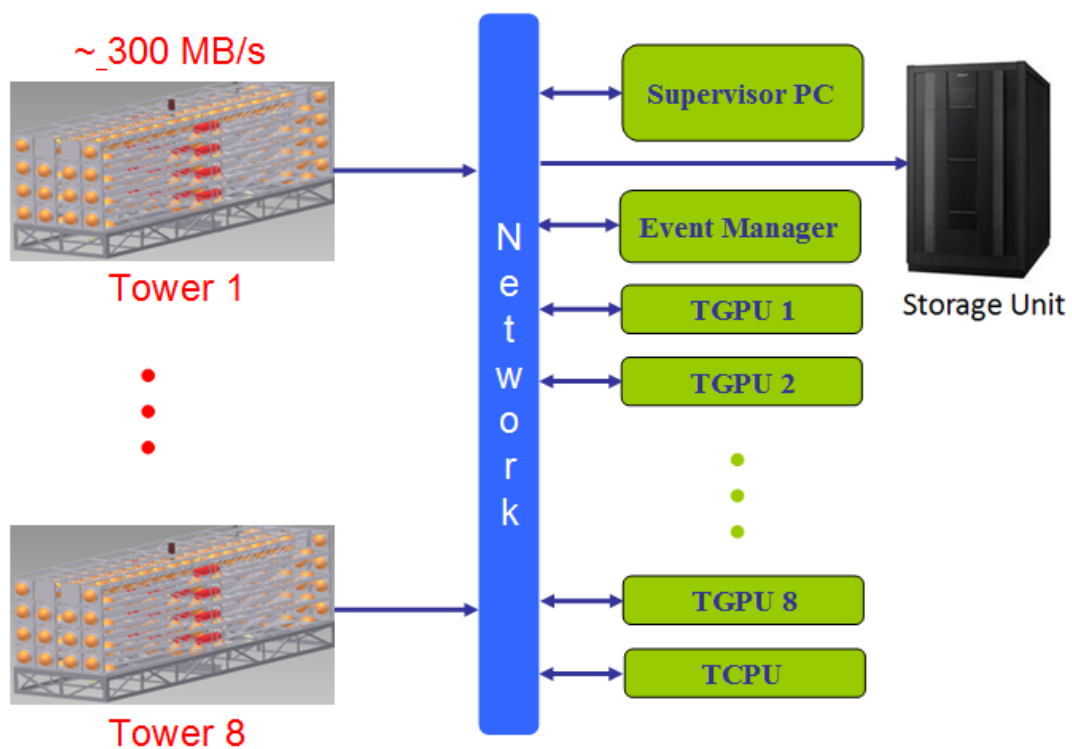 ~_300 MB/s
Tower 1
Tower 8
Network
Supervisor PC
Event Manager
TGPU 1
TGPU 2
TGPU 8
TCPU
Storage Unit